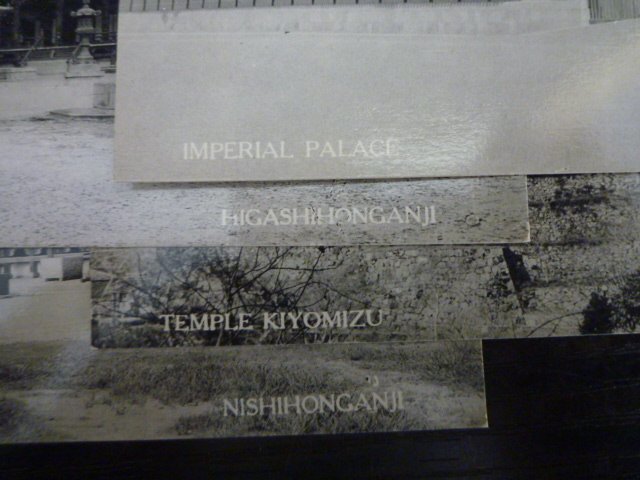 IMPERIAL PALACE
HIGASHIHONGANJI
TEMPLE KIYOMIZU
NISHIHONGANJI